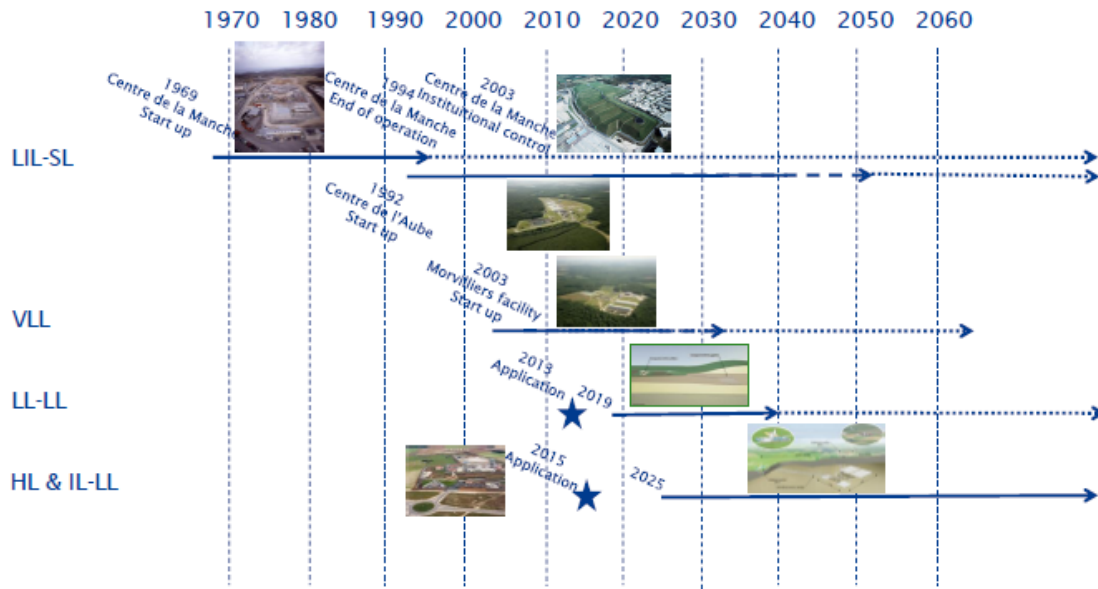 1970 1980 1990 2000 2010 2020 2030 2040 2050 2060
1969
Centre de la Manche
Start up
Centre de la Manche
1994
End of operation
2003
Centre de la Manche
Institutional control
LIL-SL
1992
Centre de l'Aube
Start up
2003
Morvilliers facility
Start up
VLL
2013
Application
2019
LL-LL
2015
Application
2025
HL & IL-LL